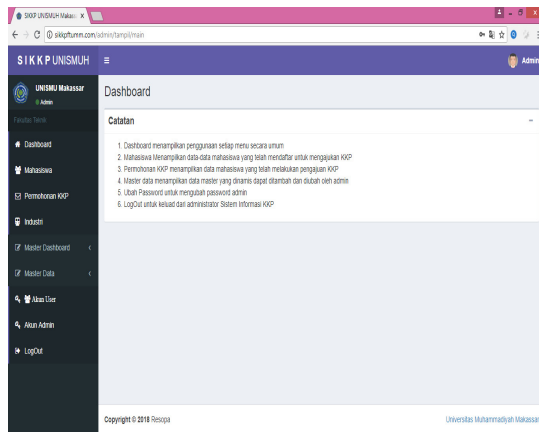 SIKKP UNISMUH Makass
sikkpftumm.com/admin/tampil/main
SIKKP UNISMUH
Admin
UNISMU Makassar
Admin
Fakultas Teknik
Dashboard
Catatan
1. Dashboard menampilkan penggunaan setiap menu secara umum
2. Mahasiswa Menampilkan data-data mahasiswa yang telah mendaftar untuk mengajukan KKP
3. Permohonan KKP menampilkan data mahasiswa yang telah melakukan pengajuan KKP
4. Master data menampilkan data master yang dinamis dapat ditambah dan diubah oleh admin
5. Ubah Password untuk mengubah password admin
6. LogOut untuk keluad dari administrator Sistem Informasi KKP
Dashboard
Mahasiswa
Permohonan KKP
Industri
Master Dashboard
Master Data
Akun User
Akun Admin
LogOut
Copyright © 2018 Resopa
Universitas Muhammadiyah Makassar